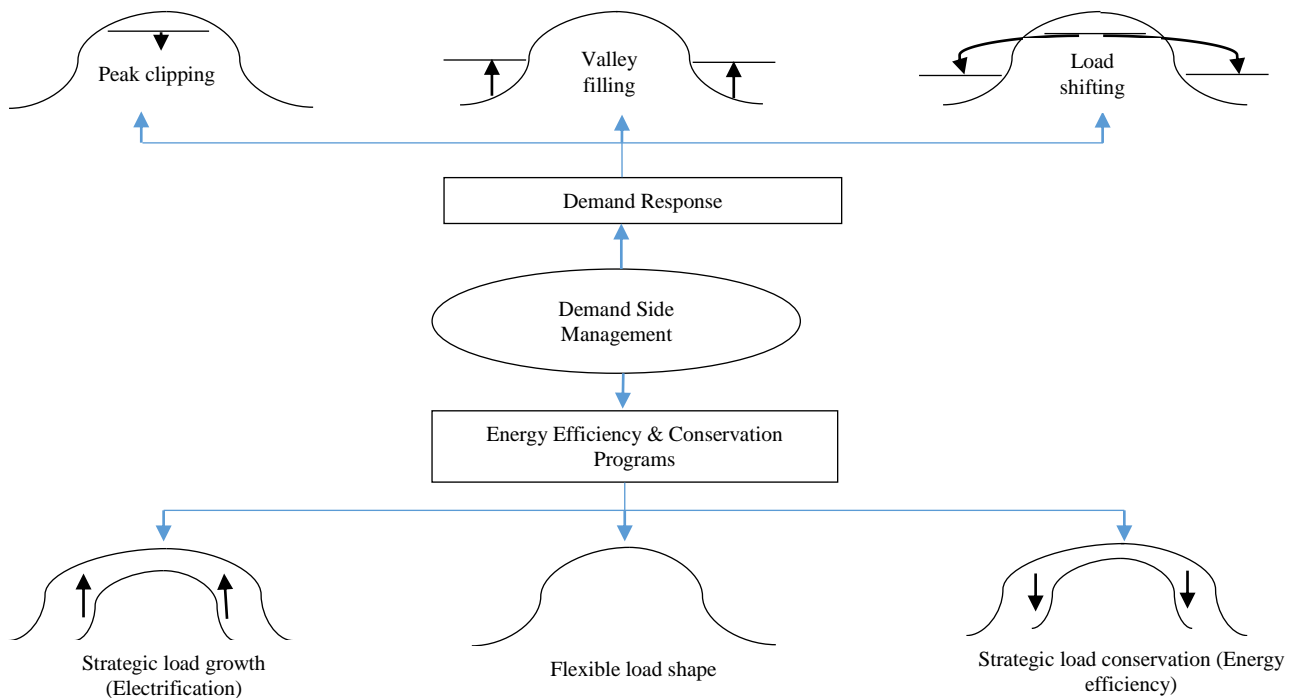 Peak clipping
Valley
filling
Load
shifting
Demand Response
Demand Side
Management
Energy Efficiency & Conservation
Programs
Strategic load growth
(Electrification)
Flexible load shape
Strategic load conservation (Energy
efficiency)